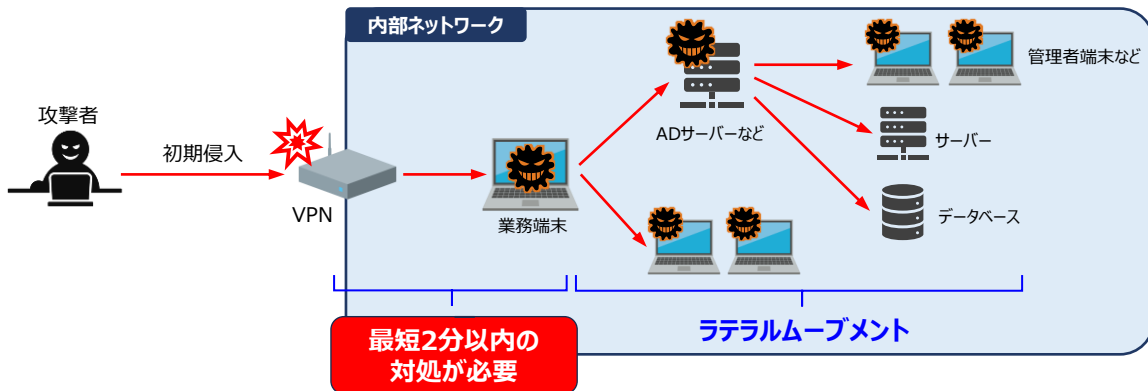 内部ネットワーク
攻撃者
初期侵入
VPN
業務端末
ADサーバーなど
管理者端末など
サーバー
データベース
最短2分以内の
対処が必要
ラテラルムーブメント